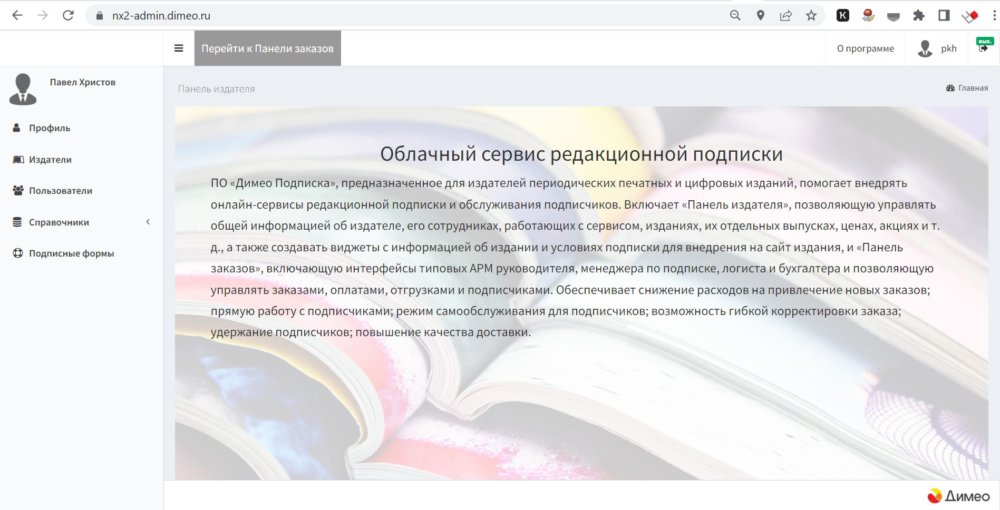 nx2-admin.dimeo.ru
Перейти к Панели заказов
О программе
pkh
вых.
Павел Христов
Профиль
Издатели
Пользователи
Справочники
Подписные формы
Панель издателя
Главная
Облачный сервис редакционной подписки
ПО «Димео Подписка», предназначенное для издателей периодических печатных и цифровых изданий, помогает внедрять
онлайн-сервисы редакционной подписки и обслуживания подписчиков. Включает «Панель издателя», позволяющую управлять
общей информацией об издателе, его сотрудниках, работающих с сервисом, изданиях, их отдельных выпусках, ценах, акциях и т.
д., а также создавать виджеты с информацией об издании и условиях подписки для внедрения на сайт издания, и «Панель
заказов», включающую интерфейсы типовых АРМ руководителя, менеджера по подписке, логиста и бухгалтера и позволяющую
управлять заказами, оплатами, отгрузками и подписчиками. Обеспечивает снижение расходов на привлечение новых заказов;
прямую работу с подписчиками; режим самообслуживания для подписчиков; возможность гибкой корректировки заказа;
удержание подписчиков; повышение качества доставки.
Димео